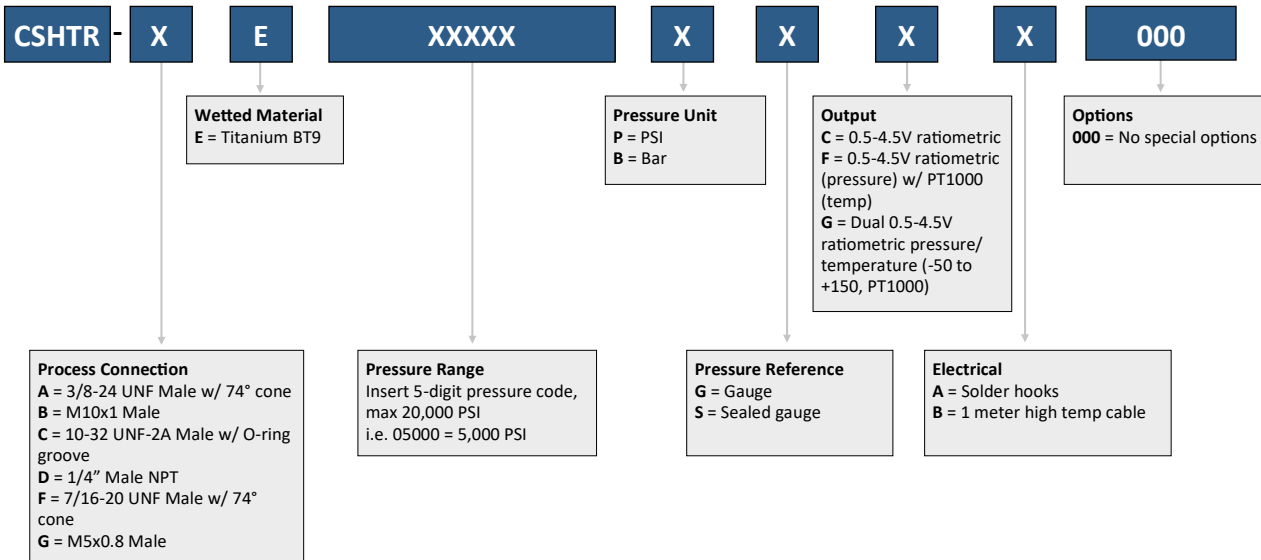 CSHTR - X E XXXXX X X X X 000
Wetted Material
E = Titanium BT9
Pressure Unit
P = PSI
B = Bar
Output
C = 0.5-4.5V ratiometric
F = 0.5-4.5V ratiometric
(pressure) w/ PT1000
(temp)
G = Dual 0.5-4.5V
ratiometric pressure/
temperature (-50 to
+150, PT1000)
Options
000 = No special options
Process Connection
A = 3/8-24 UNF Male w/ 74° cone
B = M10x1 Male
C = 10-32 UNF-2A Male w/ O-ring
groove
D = 1/4” Male NPT
F = 7/16-20 UNF Male w/ 74°
cone
G = M5x0.8 Male
Pressure Range
Insert 5-digit pressure code,
max 20,000 PSI
i.e. 05000 = 5,000 PSI
Pressure Reference
G = Gauge
S = Sealed gauge
Electrical
A = Solder hooks
B = 1 meter high temp cable